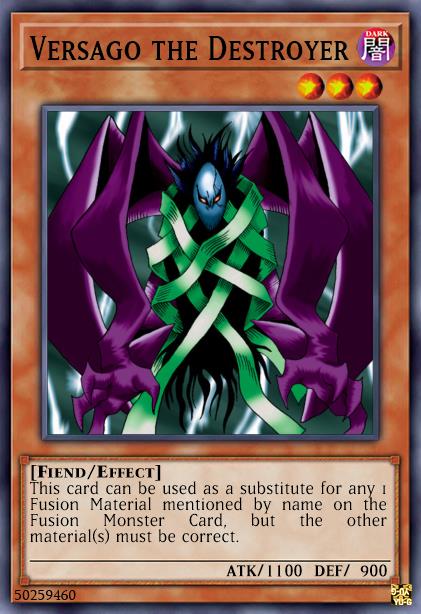 VERSAGO THE DESTROYER
DARK
闇
[FIEND/EFFECT]
This card can be used as a substitute for any 1
Fusion Material mentioned by name on the
Fusion Monster Card, but the other
material(s) must be correct.
ATK/1100 DEF/ 900
50259460